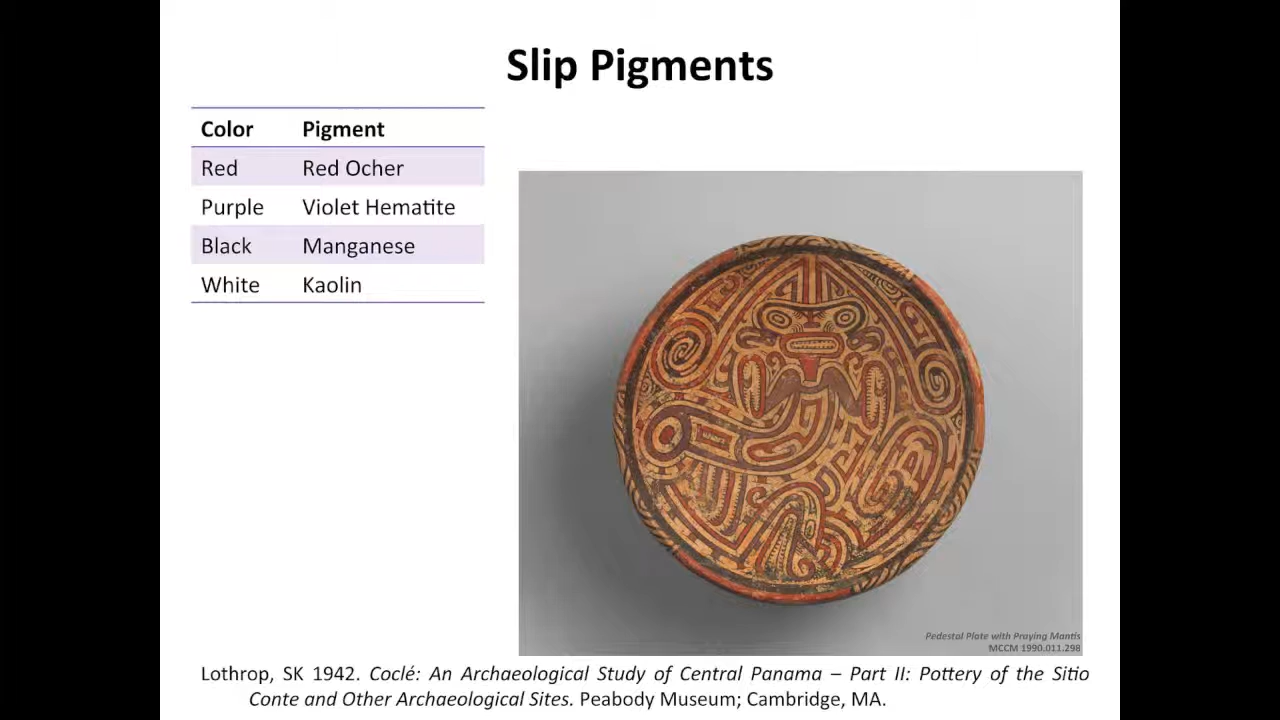 Slip Pigments
Color Pigment
Red Red Ocher
Purple Violet Hematite
Black Manganese
White Kaolin
Pedestal Plate with Praying Mantis
MCCM 1990.011.298
Lothrop, SK 1942. Coclé: An Archaeological Study of Central Panama – Part II: Pottery of the Sitio
Conte and Other Archaeological Sites. Peabody Museum; Cambridge, MA.